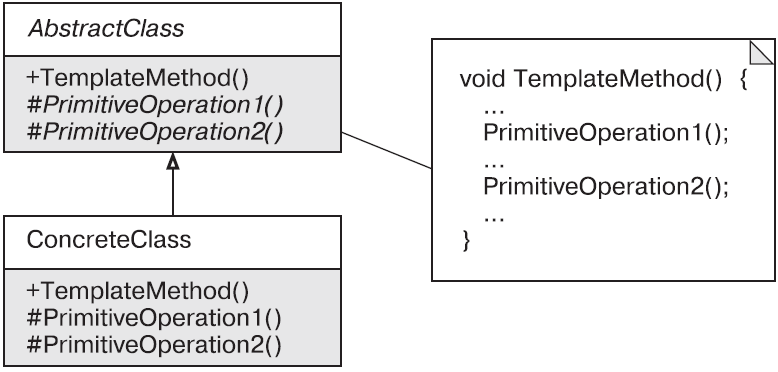 AbstractClass
+TemplateMethod()
#PrimitiveOperation1()
#PrimitiveOperation2()
void TemplateMethod() {
...
PrimitiveOperation1();
...
PrimitiveOperation2();
...
}
ConcreteClass
+TemplateMethod()
#PrimitiveOperation1()
#PrimitiveOperation2()